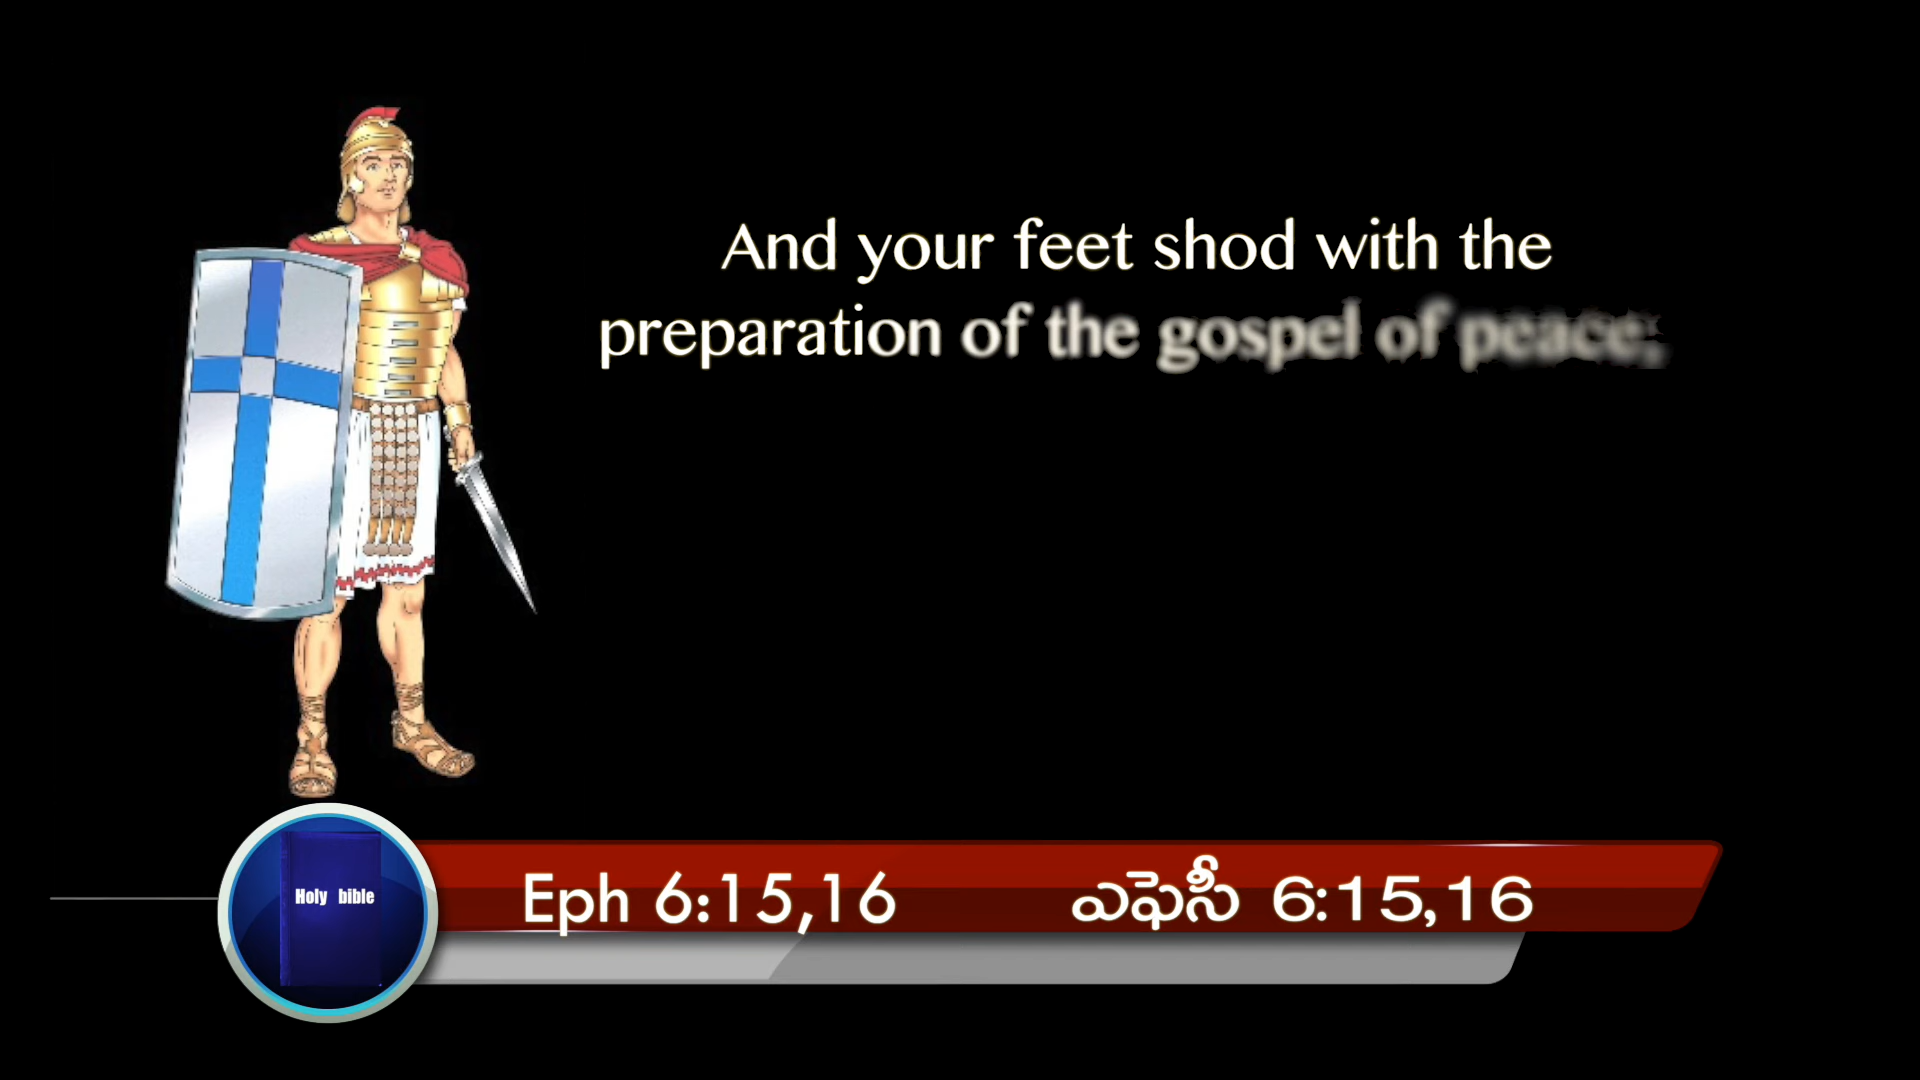 And your feet shod with the
preparation of the gospel of peace;
Holy bible
Eph 6:15,16
ఎఫెసీ 6:15,16